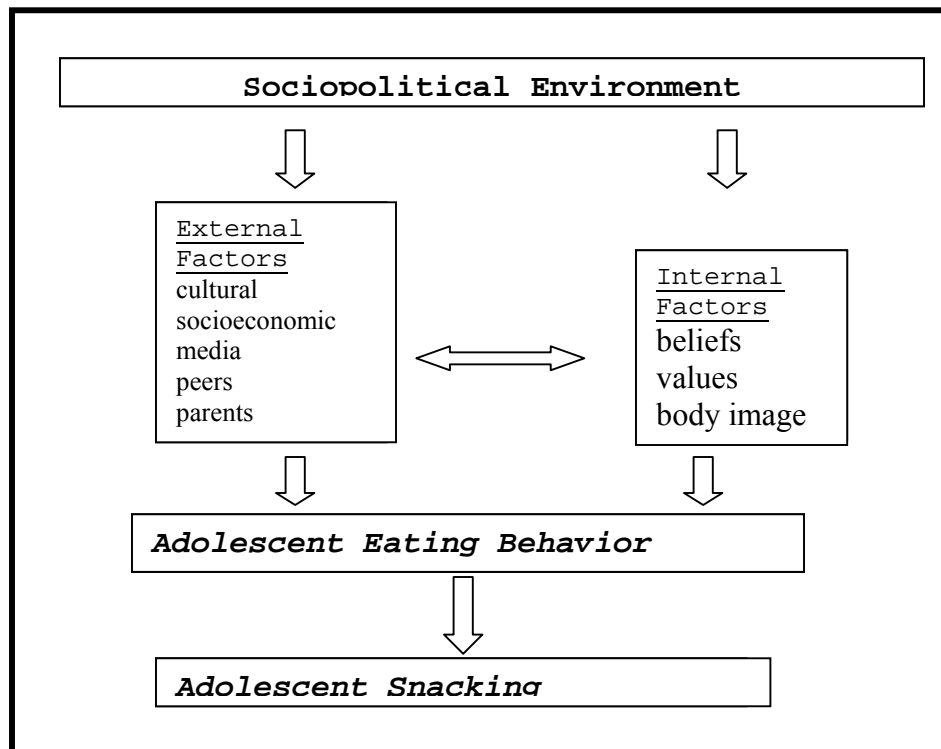 Sociopolitical Environment
External
Factors
cultural
socioeconomic
media
peers
parents
Internal
Factors
beliefs
values
body image
Adolescent Eating Behavior
Adolescent Snacking